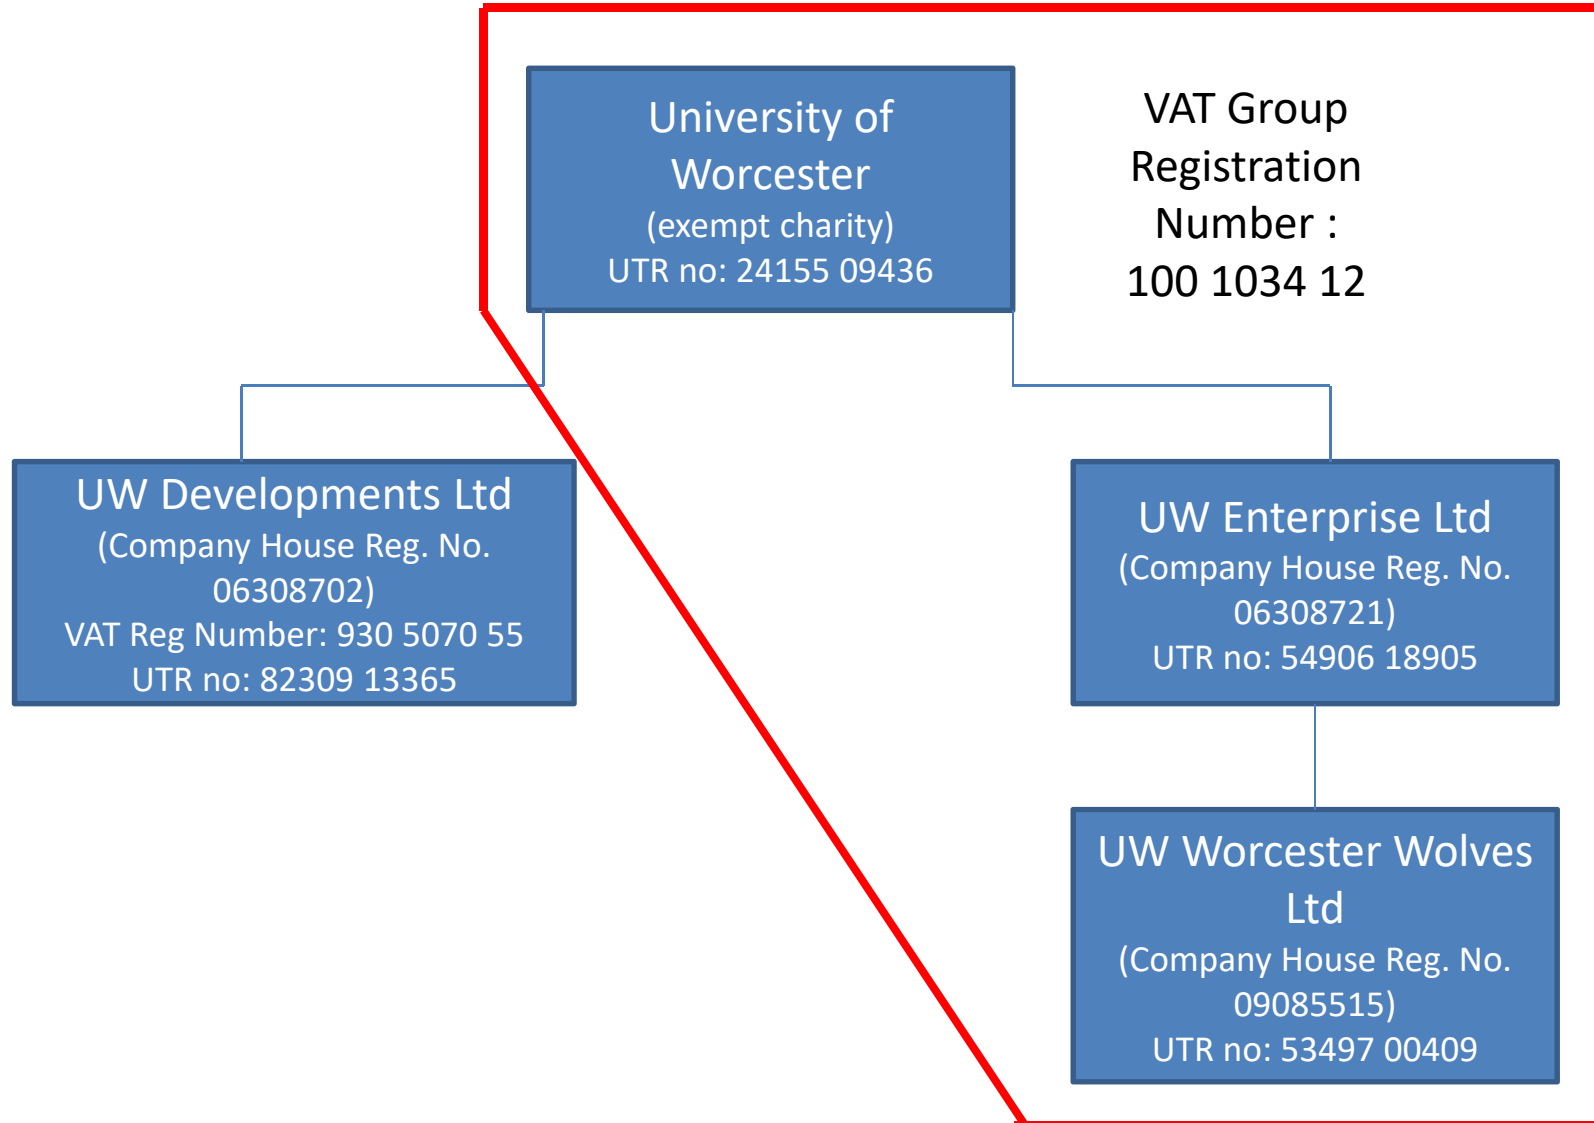 University of
Worcester
(exempt charity)
UTR no: 24155 09436
VAT Group
Registration
Number :
100 1034 12
UW Developments Ltd
(Company House Reg. No.
06308702)
VAT Reg Number: 930 5070 55
UTR no: 82309 13365
UW Enterprise Ltd
(Company House Reg. No.
06308721)
UTR no: 54906 18905
UW Worcester Wolves
Ltd
(Company House Reg. No.
09085515)
UTR no: 53497 00409